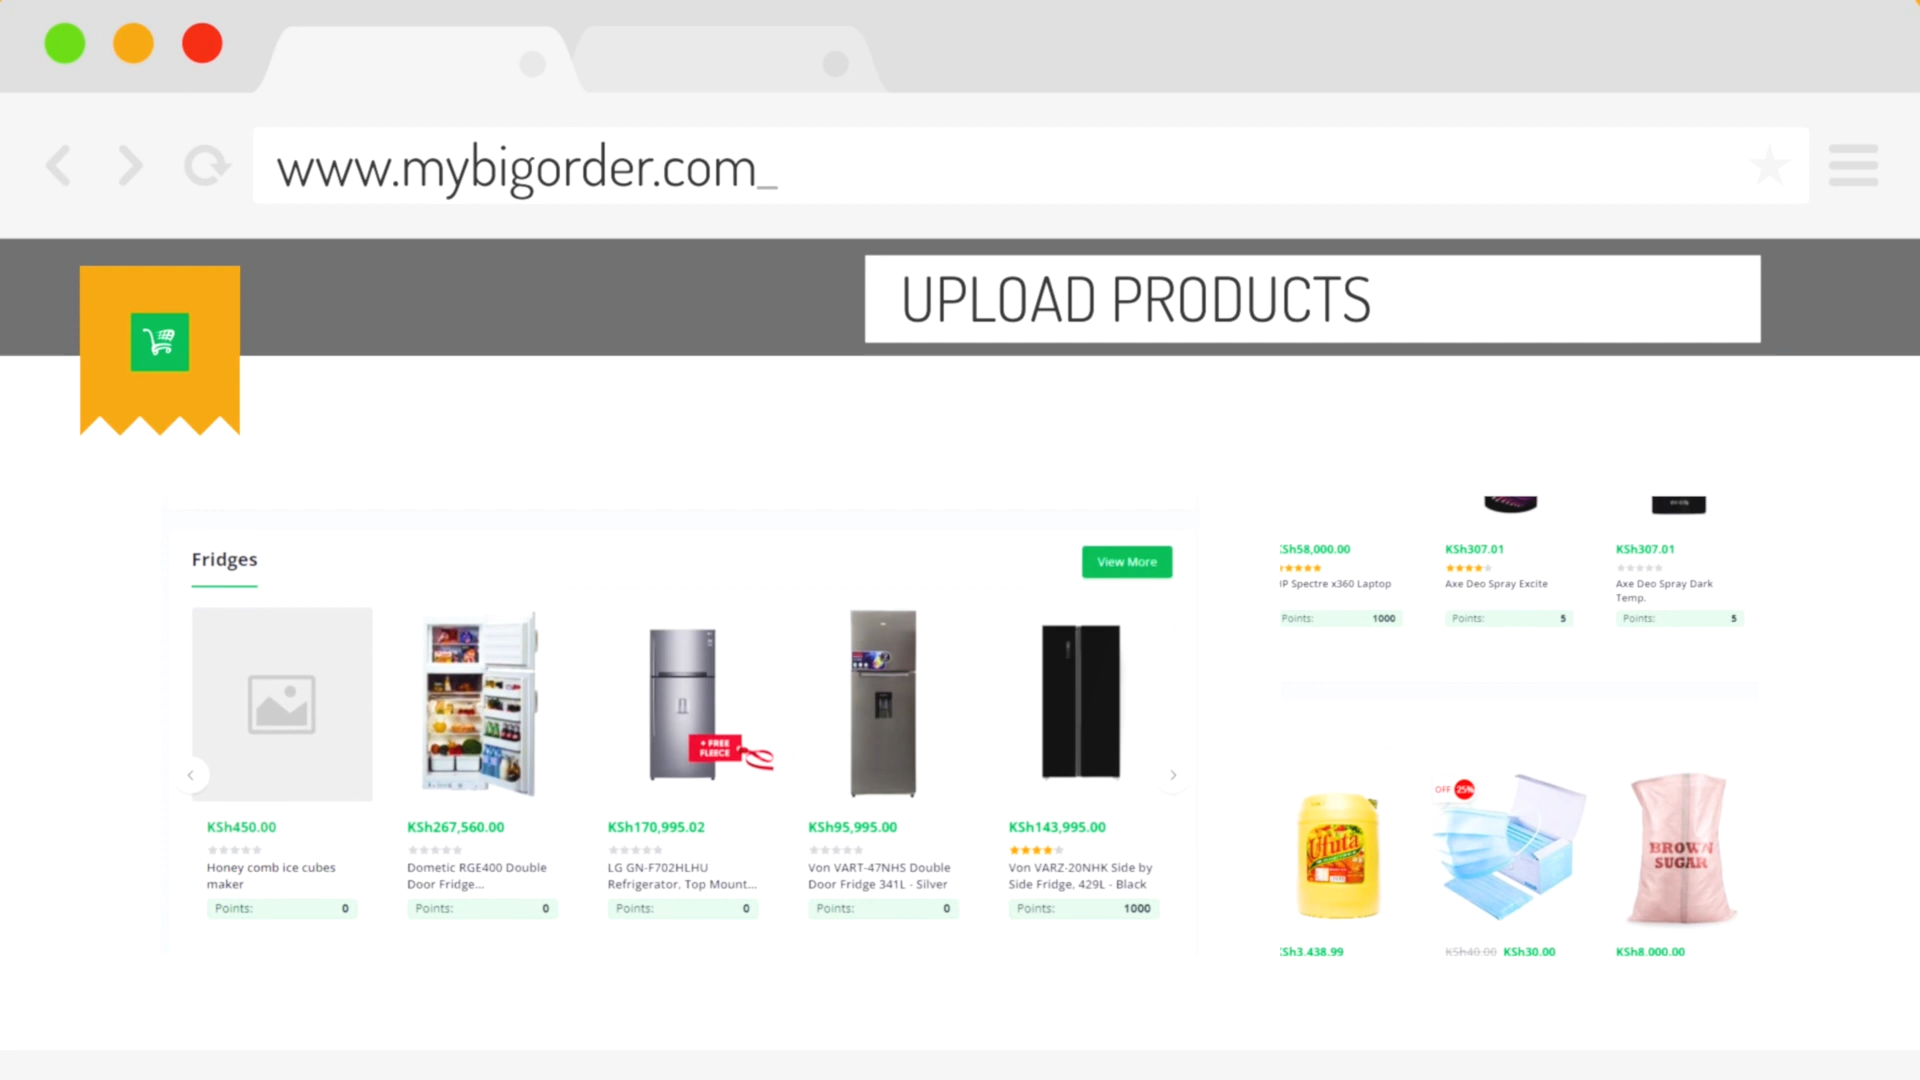 www.mybigorder.com_
UPLOAD PRODUCTS
Fridges
View More
+ FREE
FLEECE
KSh450.00
Honey comb ice cubes
maker
Points: 0
KSh267,560.00
Dometic RGE400 Double
Door Fridge...
Points: 0
KSh170,995.02
LG GN-F702HLHU
Refrigerator, Top Mount...
Points: 0
KSh95,995.00
Von VART-47NHS Double
Door Fridge 341L - Silver
Points: 0
KSh143,995.00
Von VARZ-20NHK Side by
Side Fridge, 429L - Black
Points: 1000
KSh58,000.00
HP Spectre x360 Laptop
Points: 1000
KSh307.01
Axe Deo Spray Excite
Points: 5
KSh307.01
Axe Deo Spray Dark
Temp.
Points: 5
Ufuta
KSh3,438.99
OFF 25%
KSh40.00 KSh30.00
BROWN
SUGAR
KSh8,000.00